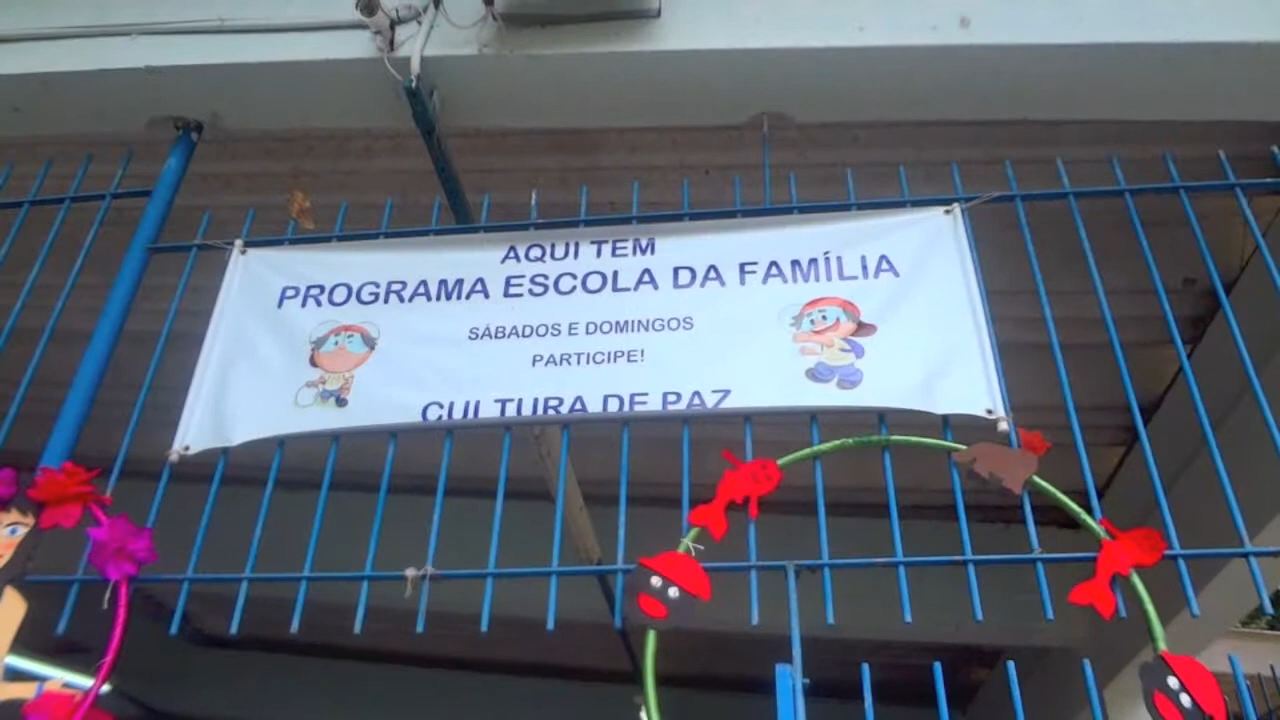 AQUI TEM
PROGRAMA ESCOLA DA FAMÍLIA
SÁBADOS E DOMINGOS
PARTICIPE!
CULTURA DE PAZ